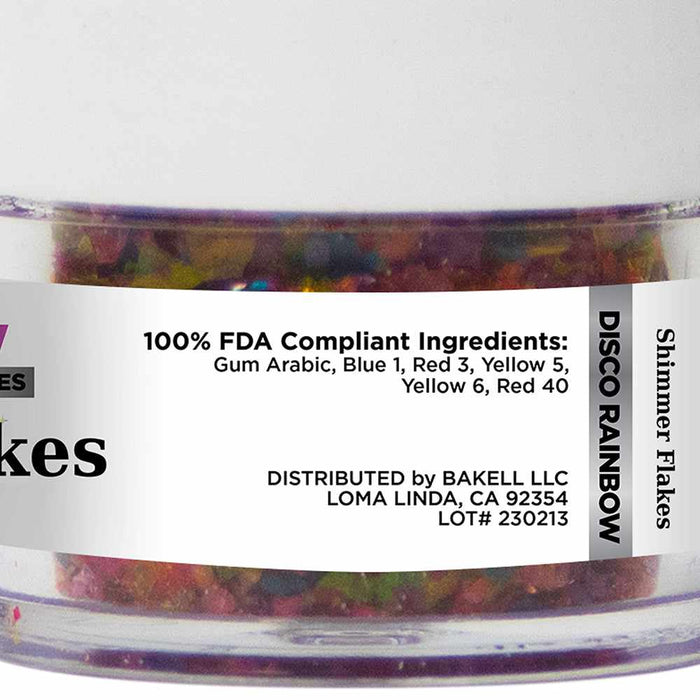 ES
kes
100% FDA Compliant Ingredients:
Gum Arabic, Blue 1, Red 3, Yellow 5,
Yellow 6, Red 40
DISTRIBUTED by BAKELL LLC
LOMA LINDA, CA 92354
LOT# 230213
DISCO RAINBOW
Shimmer Flakes